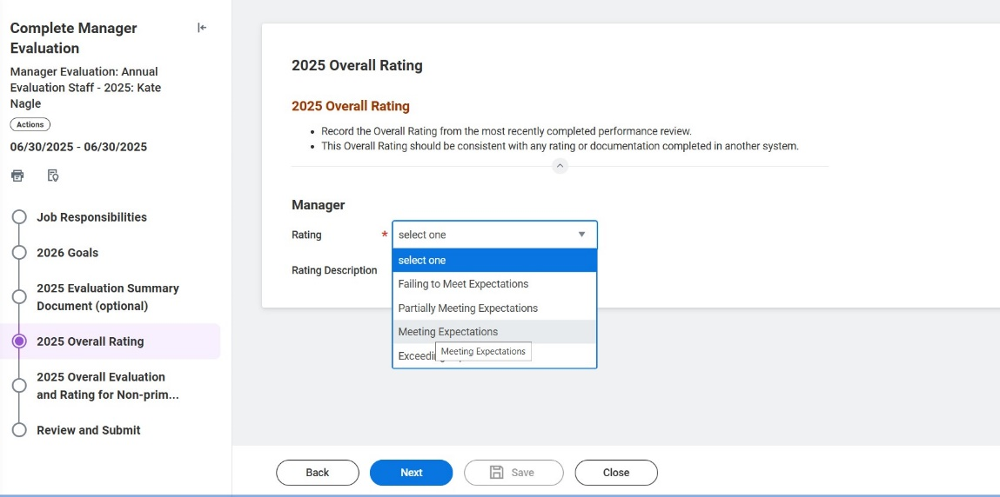 Complete Manager
Evaluation
Manager Evaluation: Annual
Evaluation Staff - 2025: Kate
Nagle
Actions
06/30/2025 - 06/30/2025
Job Responsibilities
2026 Goals
2025 Evaluation Summary
Document (optional)
2025 Overall Rating
2025 Overall Evaluation
and Rating for Non-prim...
Review and Submit
2025 Overall Rating
2025 Overall Rating
• Record the Overall Rating from the most recently completed performance review.
• This Overall Rating should be consistent with any rating or documentation completed in another system.
Manager
Rating * select one
select one
Rating Description
Failing to Meet Expectations
Partially Meeting Expectations
Meeting Expectations
Meeting Expectations
Back
Next
Save
Close